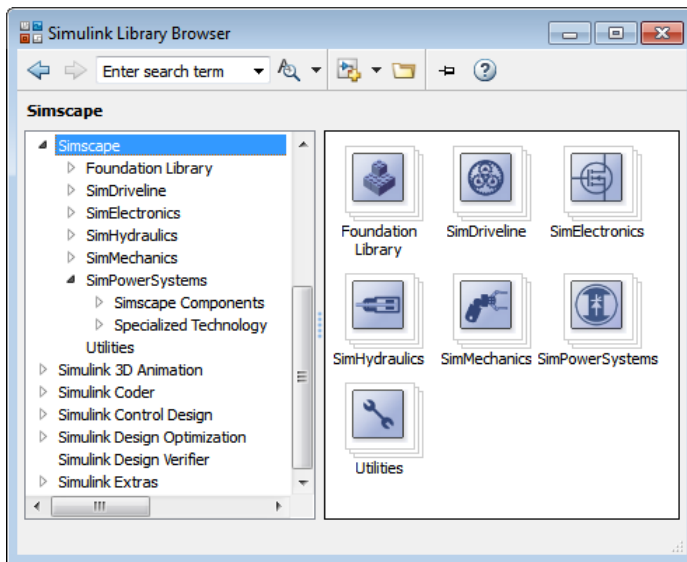 Simulink Library Browser
Enter search term
Simscape
Simscape
Foundation Library
SimDriveline
SimElectronics
SimHydraulics
SimMechanics
SimPowerSystems
Simscape Components
Specialized Technology
Utilities
Simulink 3D Animation
Simulink Coder
Simulink Control Design
Simulink Design Optimization
Simulink Design Verifier
Simulink Extras
Foundation
Library
SimDriveline
SimElectronics
SimHydraulics
SimMechanics
SimPowerSystems
Utilities